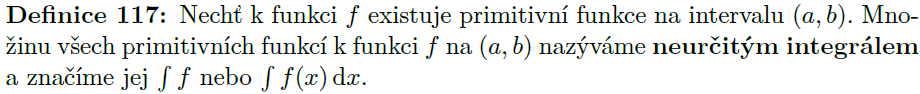 Definice 117: Nechť k funkci f existuje primitivní funkce na intervalu (a, b). Mno-
žinu všech primitivních funkcí k funkci f na (a, b) nazýváme neurčitým integrálem
a značíme jej ∫ f nebo ∫ f(x) dx.